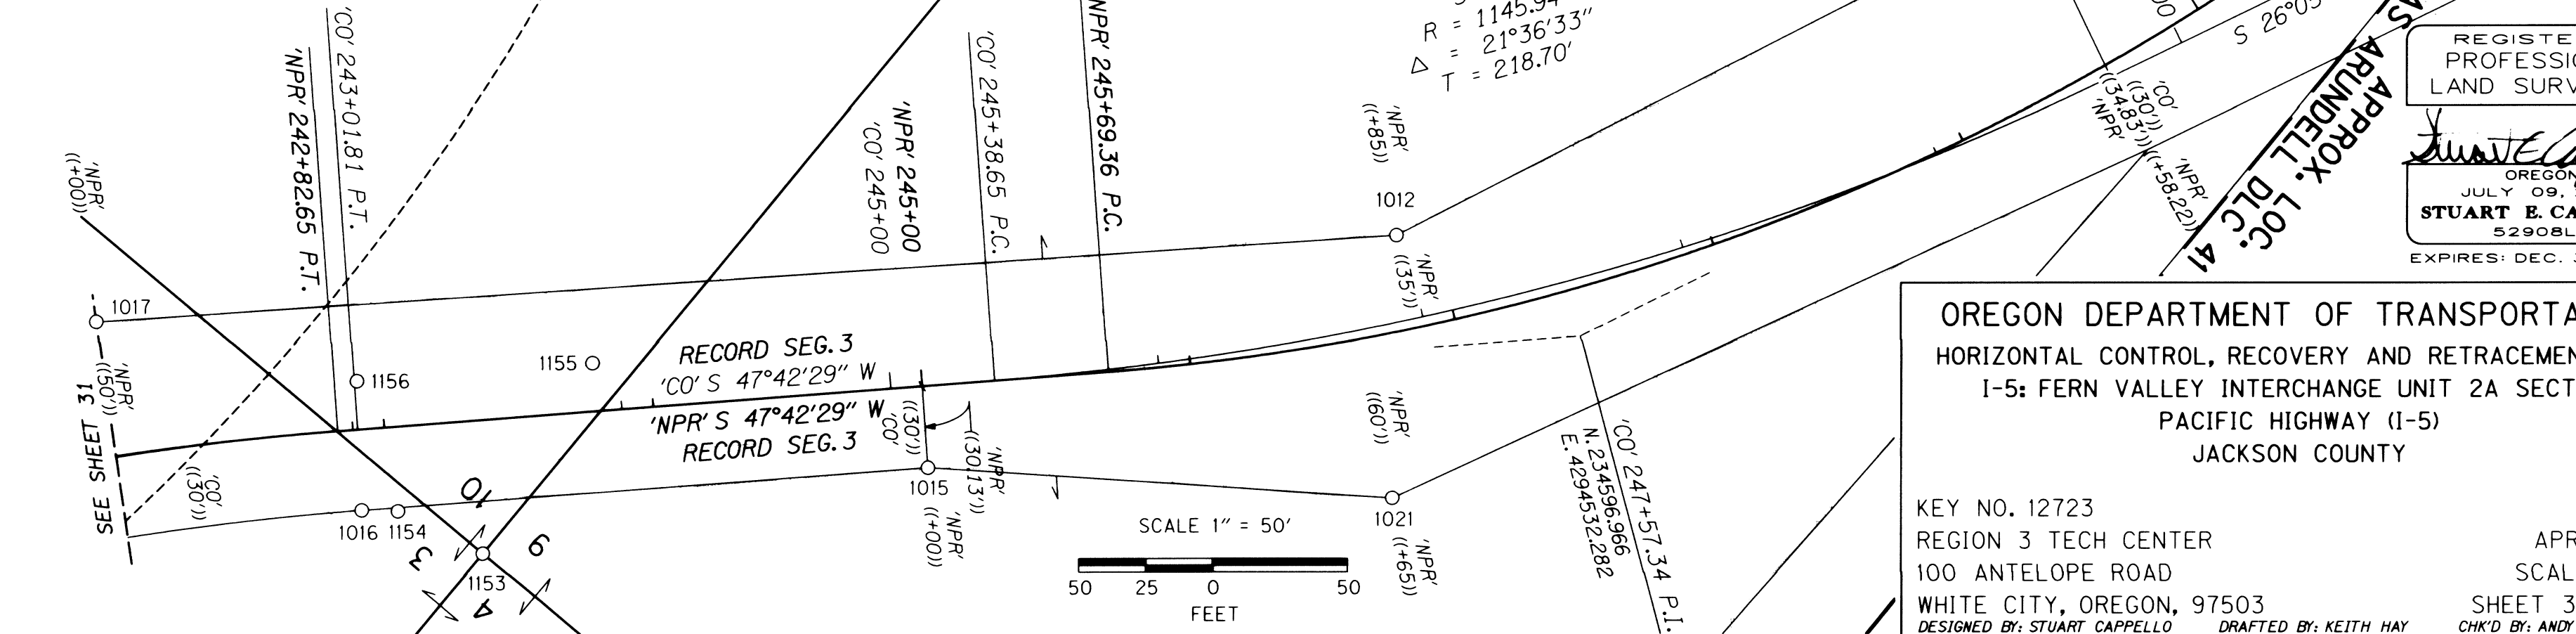 'CO' 243+01.81 P.T.
'NPR' 242+82.65 P.T.
'NPR'
((+00))
1017
'NPR'
((50'))
SEE SHEET 31
'CO'
((30'))
1016
1154
1156
1155
10
3
9
4
1153
RECORD SEG. 3
'CO' S 47°42'29" W
'NPR' S 47°42'29" W
RECORD SEG. 3
'NPR' 245+00
'CO' 245+00
'CO' 245+38.65 P.C.
'NPR' 245+69.36 P.C.
((30'))
'CO'
'NPR'
((30.13'))
1015
'NPR'
((+00))
R = 1145.9
Δ = 21°36'33"
T = 218.70'
'NPR'
((+85))
1012
'NPR'
((35'))
'NPR'
((60'))
1021
'NPR'
((+65))
SCALE 1" = 50'
50 25 0 50
FEET
'CO' 247+57.34 P.I.
N. 234596.966
E. 4294532.282
S 26°05
00
'CO'
((30'))
((34.83'))
'NPR'
'NPR'
((+58.22))
APPROX. LOC.
AS ARUNDELL DLC 41
REGISTE
PROFESSIO
LAND SURV
OREGON
JULY 09,
STUART E. CA
52908L
EXPIRES: DEC. 3
OREGON DEPARTMENT OF TRANSPORTA
HORIZONTAL CONTROL, RECOVERY AND RETRACEMEN
I-5: FERN VALLEY INTERCHANGE UNIT 2A SECT
PACIFIC HIGHWAY (I-5)
JACKSON COUNTY
KEY NO. 12723
REGION 3 TECH CENTER APR
100 ANTELOPE ROAD SCAL
WHITE CITY, OREGON, 97503 SHEET 3
DESIGNED BY: STUART CAPPELLO DRAFTED BY: KEITH HAY CHK'D BY: AND